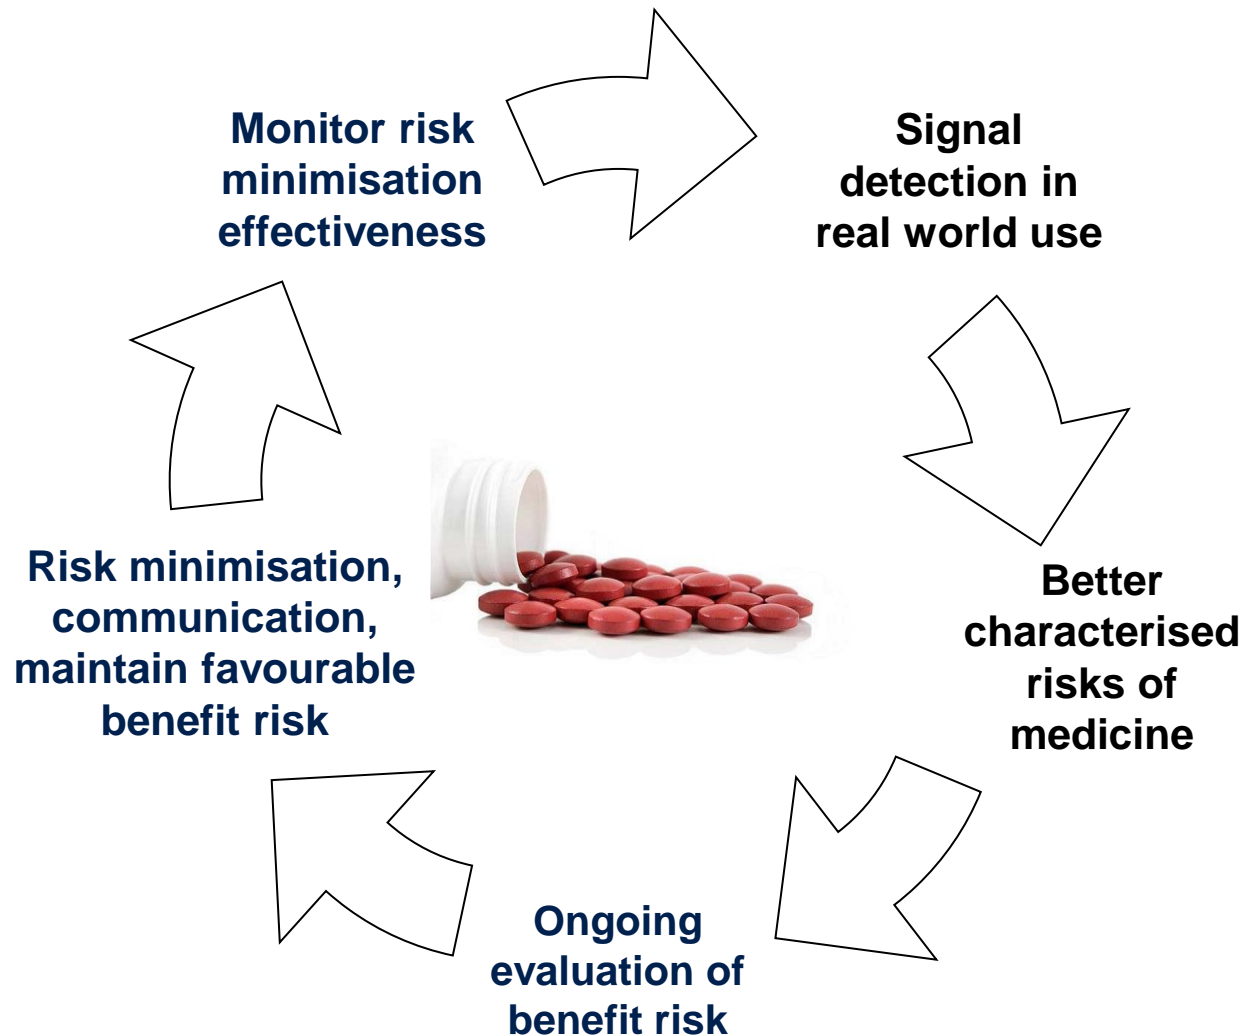 Monitor risk
minimisation
effectiveness
Signal
detection in
real world use
Better
characterised
risks of
medicine
Ongoing
evaluation of
benefit risk
Risk minimisation,
communication,
maintain favourable
benefit risk